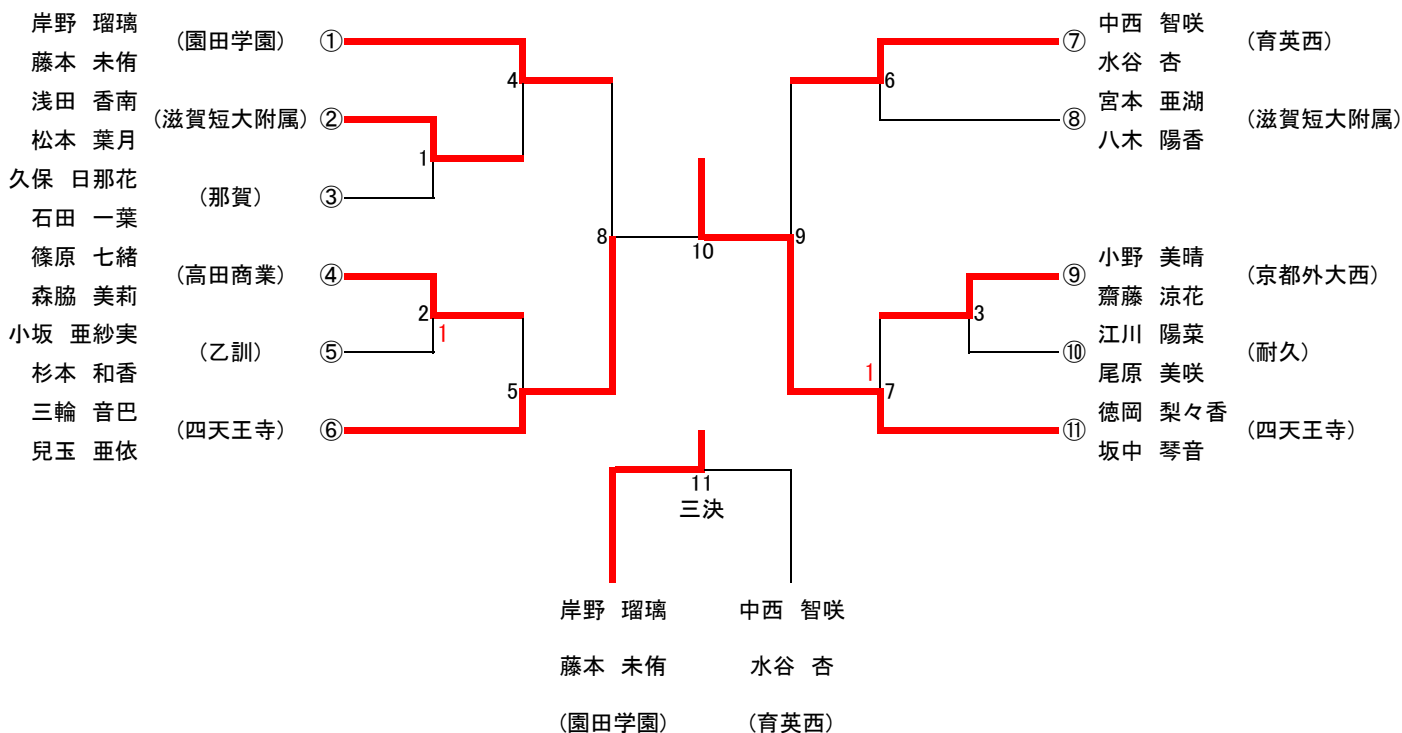 岸野 瑠璃
藤本 未侑
(園田学園) ①
浅田 香南
松本 葉月
(滋賀短大附属) ②
久保 日那花
石田 一葉
(那賀) ③
篠原 七緒
森脇 美莉
(高田商業) ④
小坂 亜紗実
杉本 和香
(乙訓) ⑤
三輪 音巴
兒玉 亜依
(四天王寺) ⑥
4
1
2
1
5
8
10
9
6
3
1
7
⑦ 中西 智咲
水谷 杏
(育英西)
⑧ 宮本 亜湖
八木 陽香
(滋賀短大附属)
⑨ 小野 美晴
齋藤 涼花
(京都外大西)
⑩ 江川 陽菜
尾原 美咲
(耐久)
⑪ 徳岡 梨々香
坂中 琴音
(四天王寺)
11
三決
岸野 瑠璃
藤本 未侑
(園田学園)
中西 智咲
水谷 杏
(育英西)